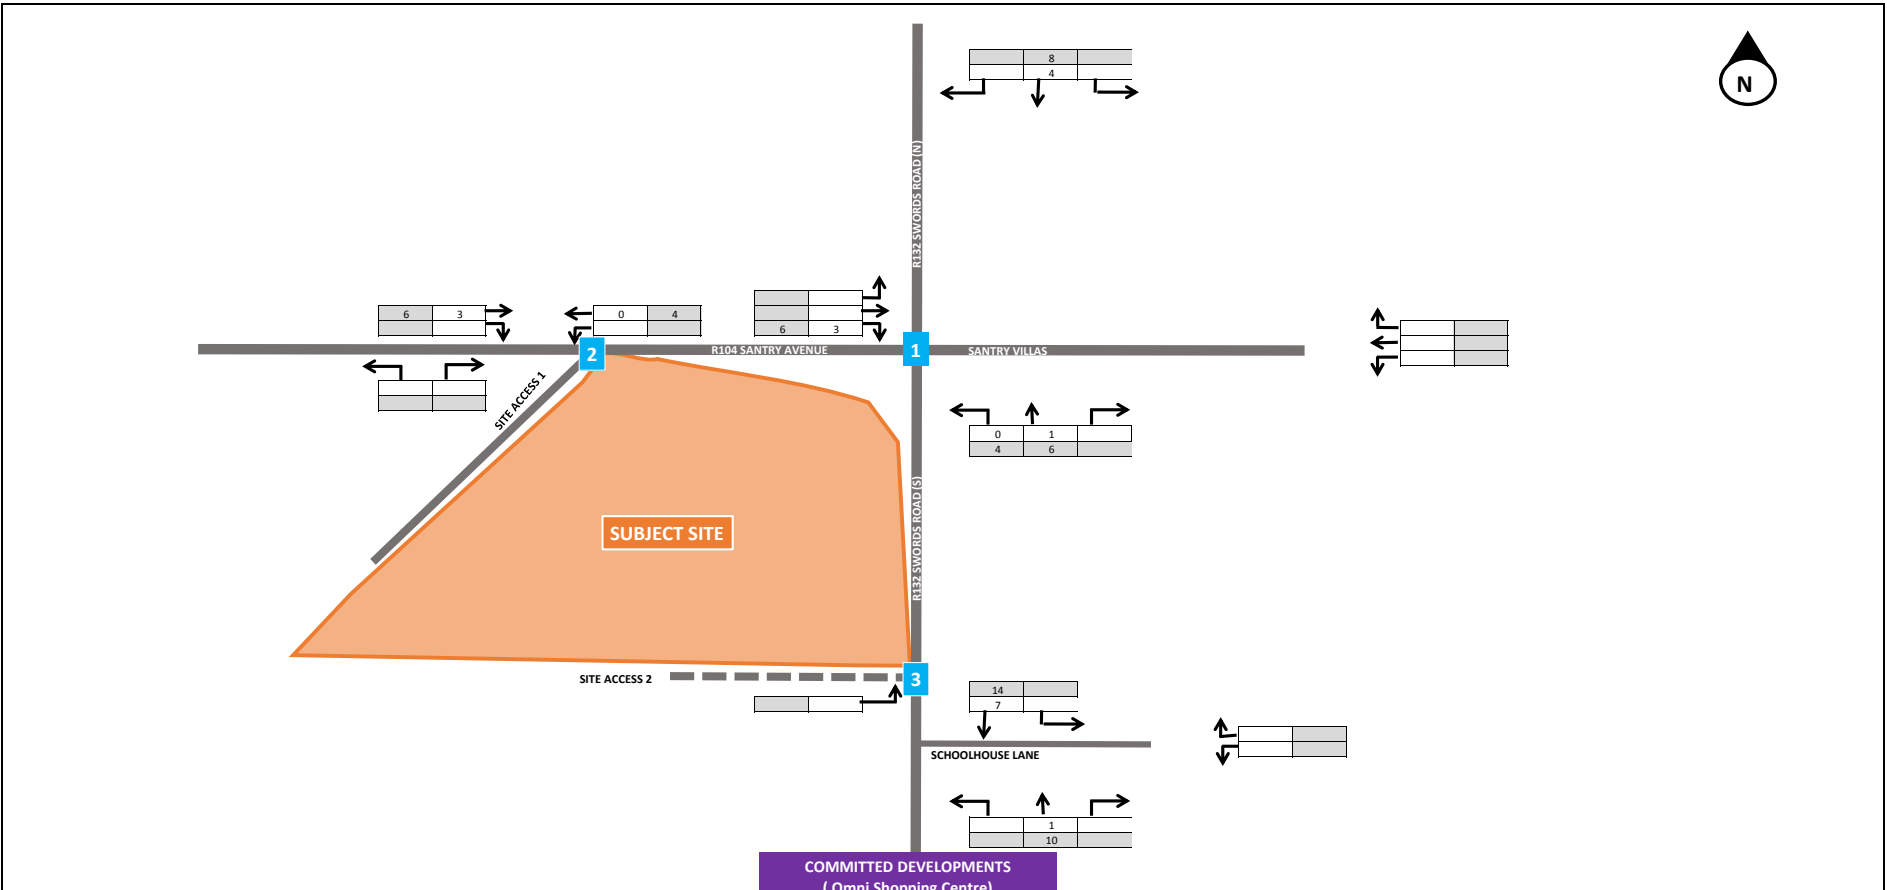 8
4
N
R132 SWORDS ROAD (N)
6 3
0 4
6 3
2
R104 SANTRY AVENUE
1
SANTRY VILLAS
SITE ACCESS 1
0 1
4 6
R132 SWORDS ROAD (S)
SUBJECT SITE
SITE ACCESS 2
3
14
7
SCHOOLHOUSE LANE
1
10
COMMITTED DEVELOPMENTS
( Omni Shopping Centre)